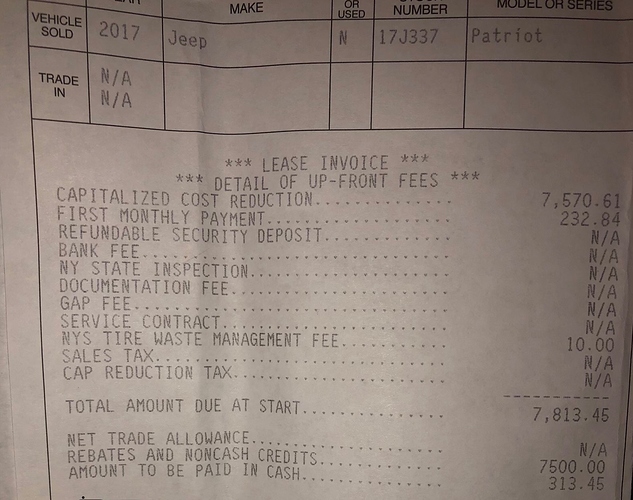 MAKE
OR
USED
NUMBER
MODEL OR SERIES
VEHICLE
SOLD
2017
Jeep
N
17J337
Patriot
TRADE
IN
N/A
N/A
*** LEASE INVOICE ***
*** DETAIL OF UP-FRONT FEES ***
CAPITALIZED COST REDUCTION............... 7,570.61
FIRST MONTHLY PAYMENT.................... 232.84
REFUNDABLE SECURITY DEPOSIT.............. N/A
BANK FEE................................. N/A
NY STATE INSPECTION...................... N/A
DOCUMENTATION FEE........................ N/A
GAP FEE.................................. N/A
SERVICE CONTRACT......................... N/A
NYS TIRE WASTE MANAGEMENT FEE............ 10.00
SALES TAX................................ N/A
CAP REDUCTION TAX........................ N/A
------------
TOTAL AMOUNT DUE AT START................ 7,813.45
NET TRADE ALLOWANCE...................... N/A
REBATES AND NONCASH CREDITS.............. 7500.00
AMOUNT TO BE PAID IN CASH................ 313.45